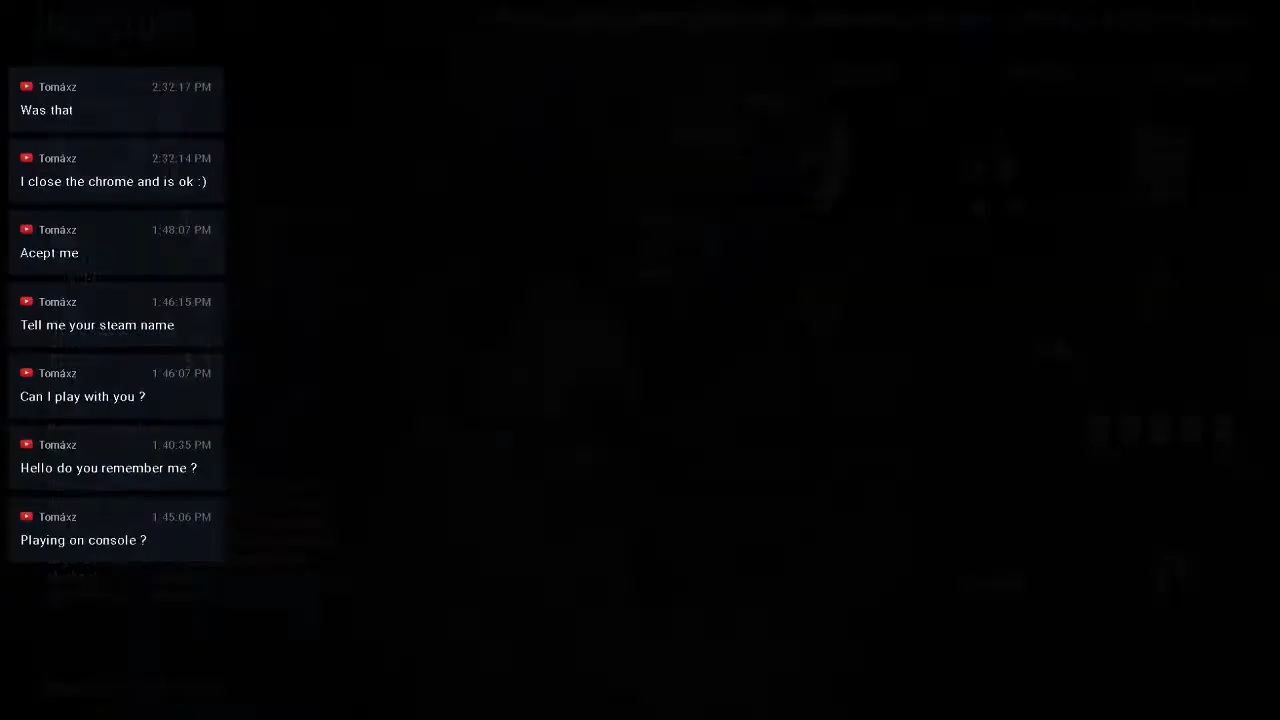 Tomáxz 2:32:17 PM
Was that
Tomáxz 2:32:14 PM
I close the chrome and is ok :)
Tomáxz 1:48:07 PM
Acept me
Tomáxz 1:46:15 PM
Tell me your steam name
Tomáxz 1:46:07 PM
Can I play with you ?
Tomáxz 1:40:35 PM
Hello do you remember me ?
Tomáxz 1:45:06 PM
Playing on console ?